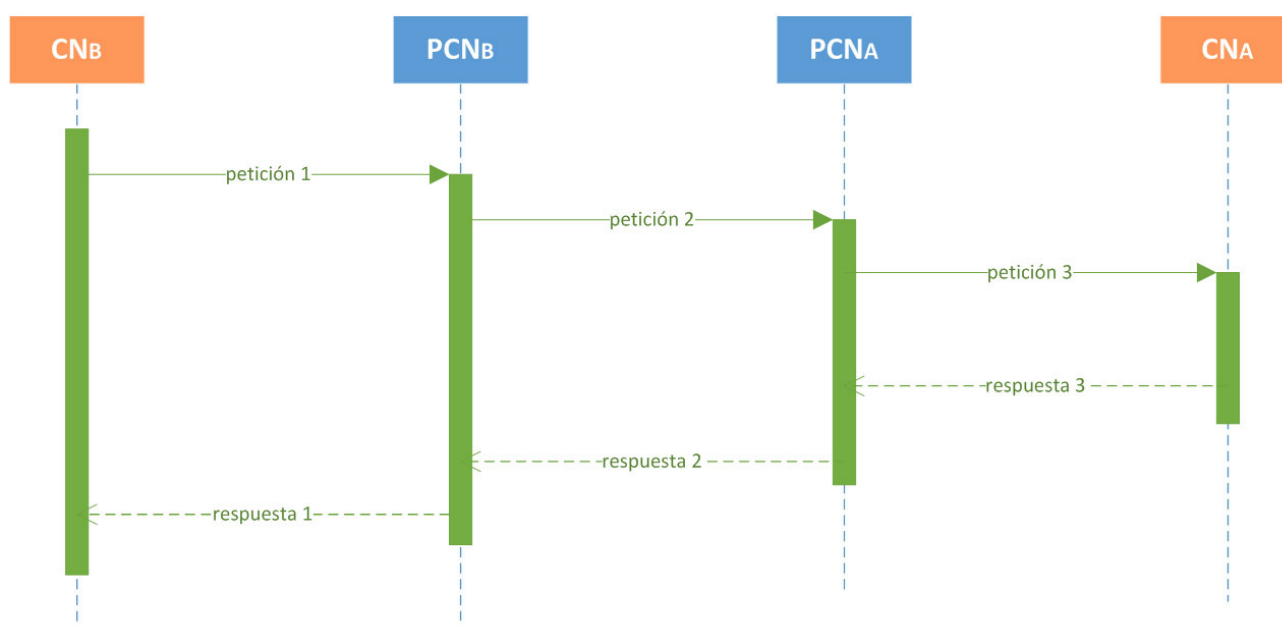 CNB
PCNB
PCNA
CNA
petición 1
petición 2
petición 3
respuesta 3
respuesta 2
respuesta 1